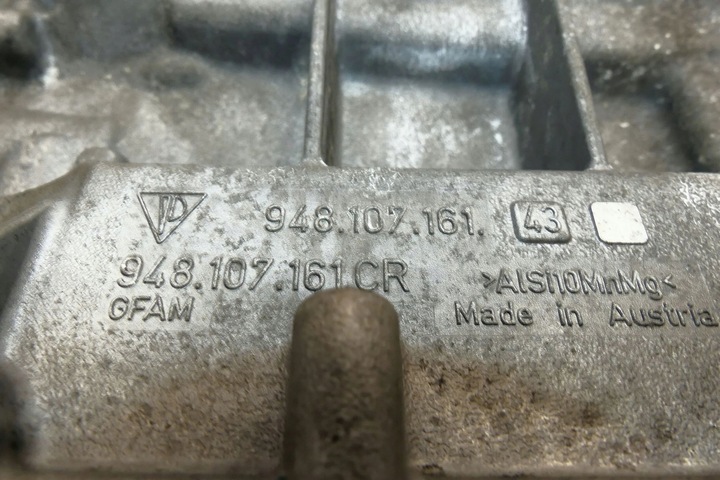 948.107.161. 43
948.107.161CR
GFAM
>AlSi10MnMg<
Made in Austria